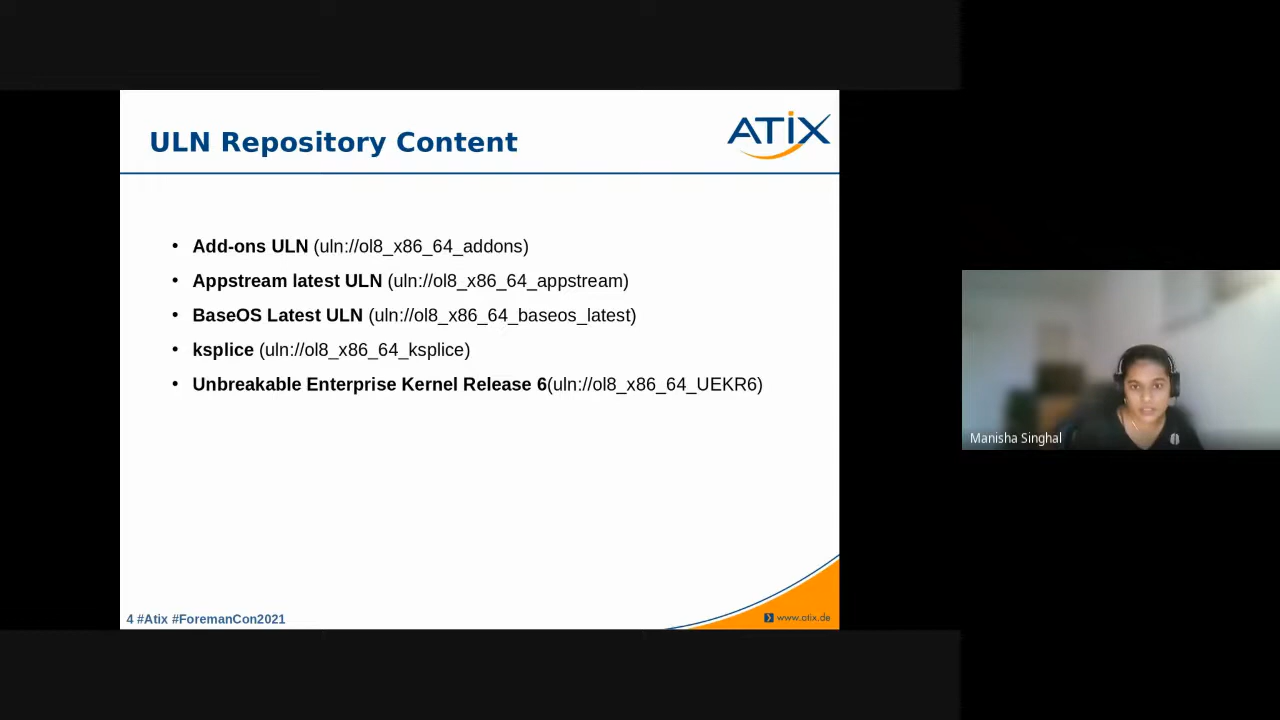 ULN Repository Content
ATIX
• Add-ons ULN (uln://ol8_x86_64_addons)
• Appstream latest ULN (uln://ol8_x86_64_appstream)
• BaseOS Latest ULN (uln://ol8_x86_64_baseos_latest)
• ksplice (uln://ol8_x86_64_ksplice)
• Unbreakable Enterprise Kernel Release 6(uln://ol8_x86_64_UEKR6)
Manisha Singhal
4 #Atix #ForemanCon2021
www.atix.de